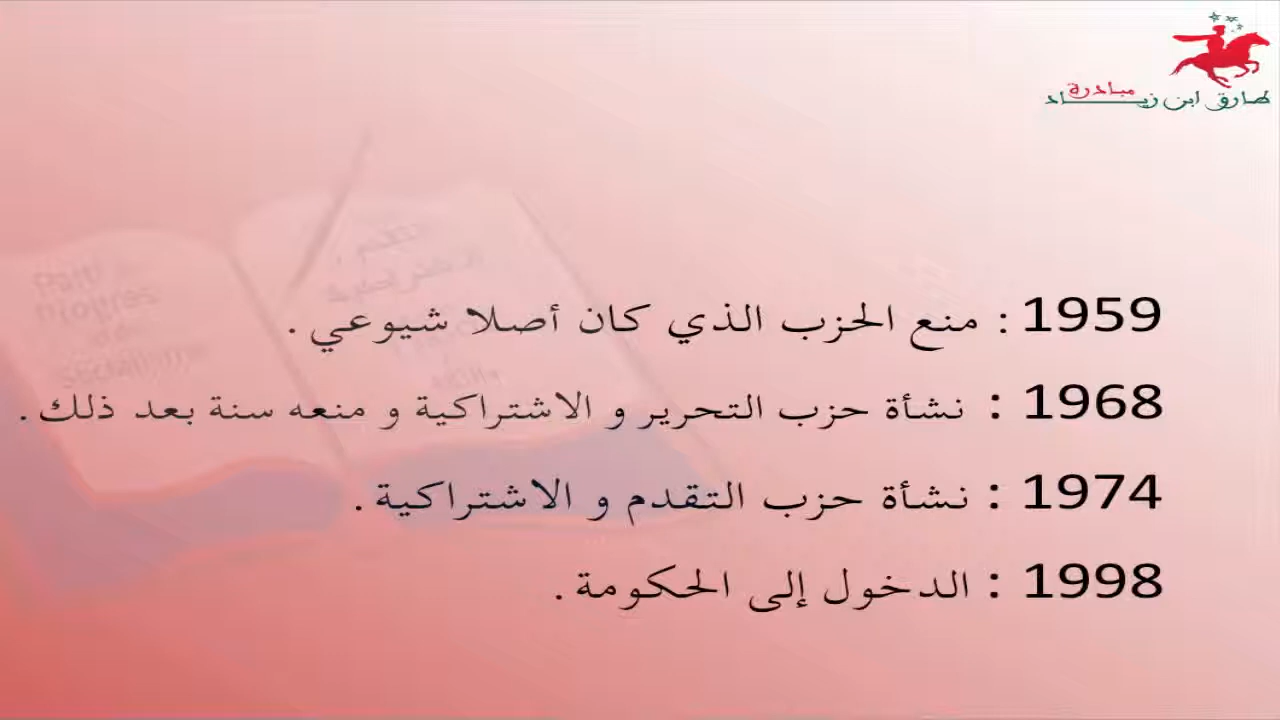 مبادرة
طارق ابن زياد
1959 : منع الحزب الذي كان أصلا شيوعي .
1968 : نشأة حزب التحرير و الاشتراكية و منعه سنة بعد ذلك .
1974 : نشأة حزب التقدم و الاشتراكية .
1998 : الدخول إلى الحكومة .